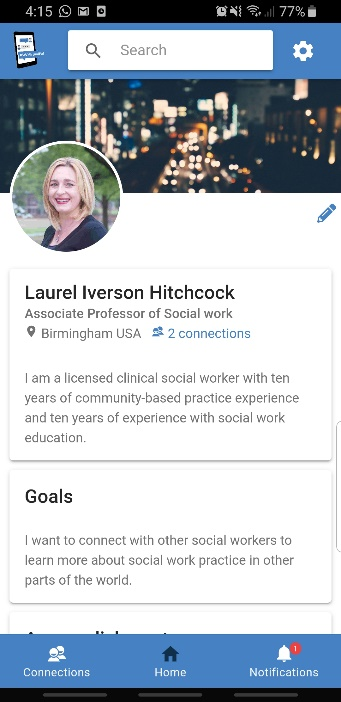 4:15
77%
Search
Laurel Iverson Hitchcock
Associate Professor of Social work
Birmingham USA 2 connections
I am a licensed clinical social worker with ten
years of community-based practice experience
and ten years of experience with social work
education.
Goals
I want to connect with other social workers to
learn more about social work practice in other
parts of the world.
1
Connections Home Notifications